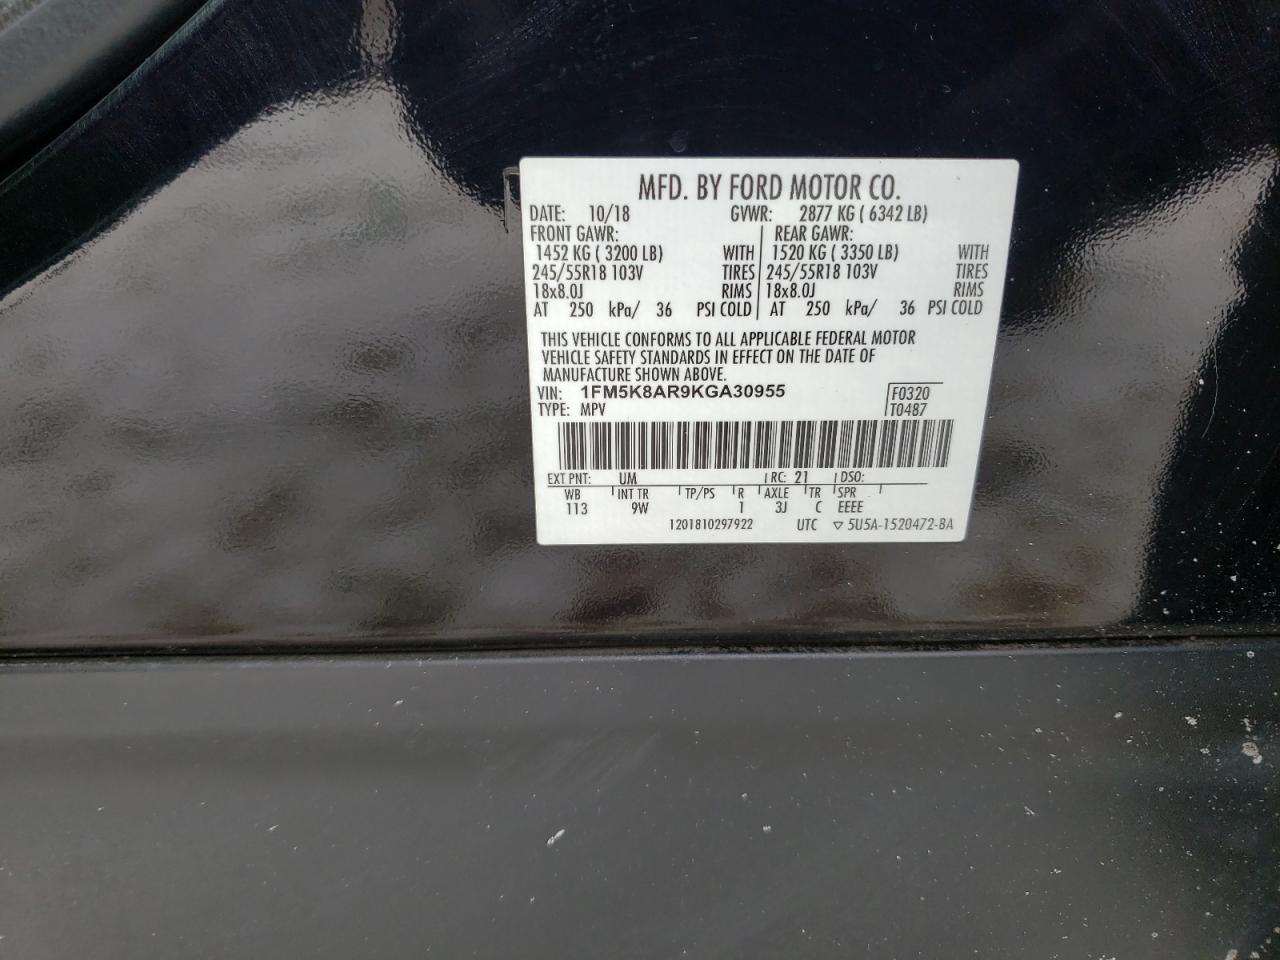 MFD. BY FORD MOTOR CO.
DATE: 10/18 GVWR: 2877 KG ( 6342 LB)
FRONT GAWR: REAR GAWR:
1452 KG ( 3200 LB) WITH 1520 KG ( 3350 LB) WITH
245/55R18 103V TIRES 245/55R18 103V TIRES
18x8.0J RIMS 18x8.0J RIMS
AT 250 kPa/ 36 PSI COLD AT 250 kPa/ 36 PSI COLD
THIS VEHICLE CONFORMS TO ALL APPLICABLE FEDERAL MOTOR
VEHICLE SAFETY STANDARDS IN EFFECT ON THE DATE OF
MANUFACTURE SHOWN ABOVE.
VIN: 1FM5K8AR9KGA30955 F0320
TYPE: MPV T0487
EXT PNT: UM RC: 21 DSO:
WB INT TR TP/PS R AXLE TR SPR
113 9W 1 3J C EEEE
1201810297922 UTC ▽ 5U5A-1520472-BA